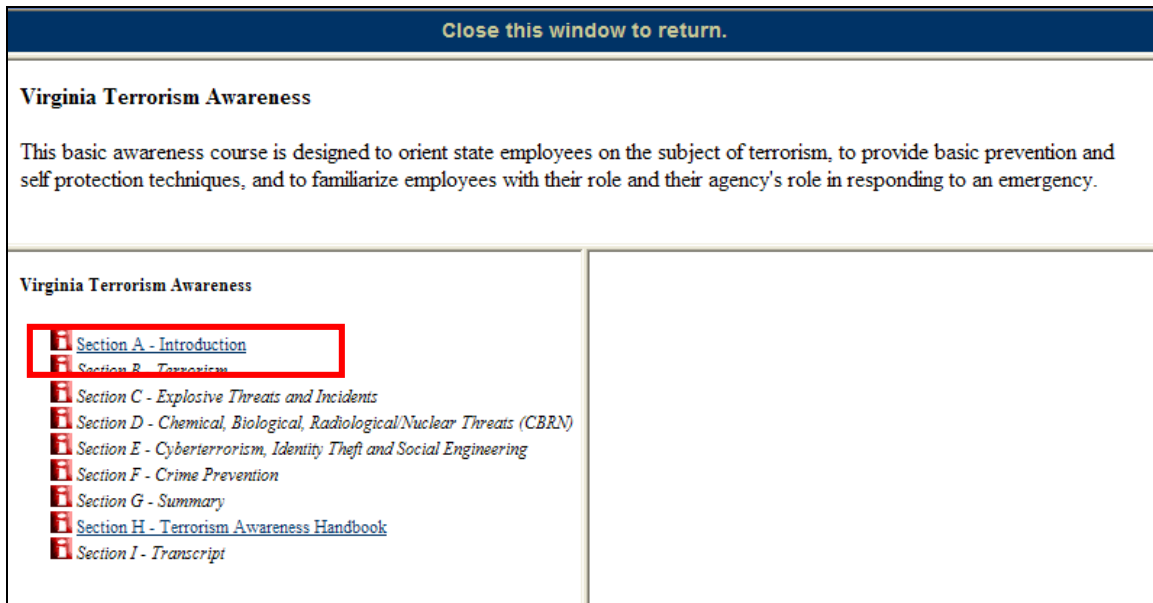 Close this window to return.
Virginia Terrorism Awareness
This basic awareness course is designed to orient state employees on the subject of terrorism, to provide basic prevention and
self protection techniques, and to familiarize employees with their role and their agency's role in responding to an emergency.
Virginia Terrorism Awareness
Section A - Introduction
Section B - Terrorism
Section C - Explosive Threats and Incidents
Section D - Chemical, Biological, Radiological/Nuclear Threats (CBRN)
Section E - Cyberterrorism, Identity Theft and Social Engineering
Section F - Crime Prevention
Section G - Summary
Section H - Terrorism Awareness Handbook
Section I - Transcript